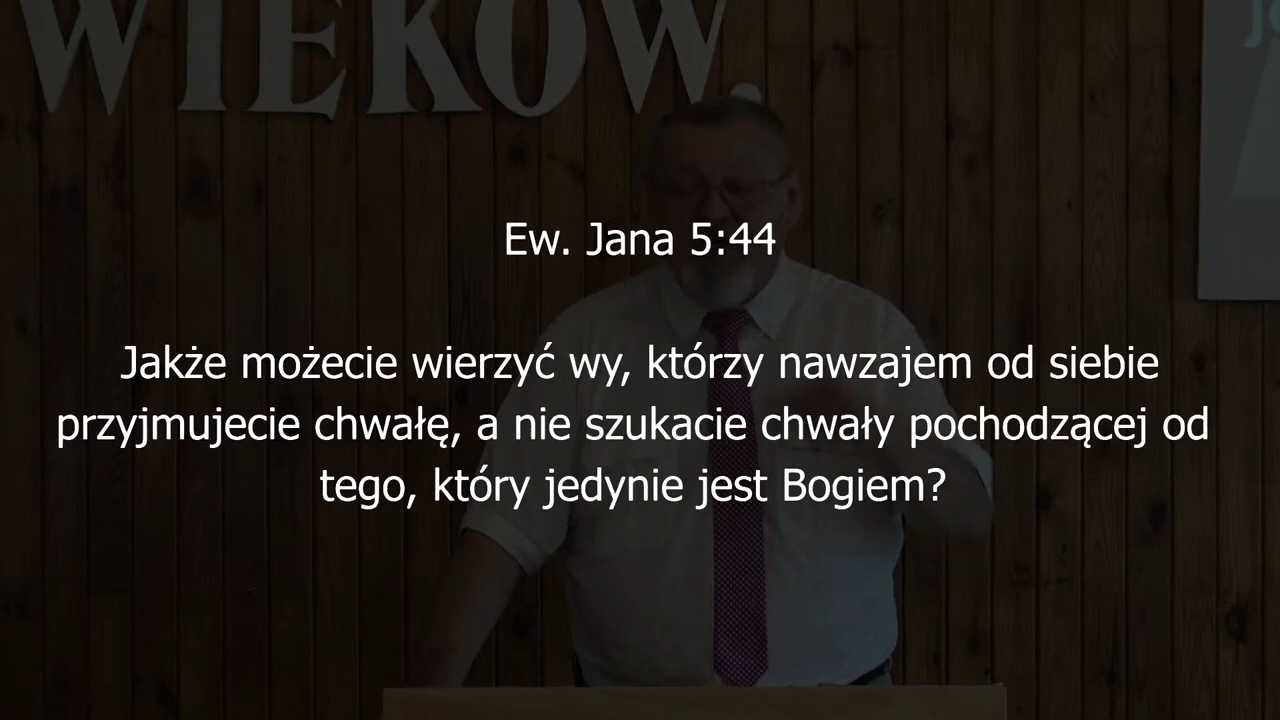 WIEKÓW.
Ew. Jana 5:44
Jakże możecie wierzyć wy, którzy nawzajem od siebie
przyjmujecie chwałę, a nie szukacie chwały pochodzącej od
tego, który jedynie jest Bogiem?